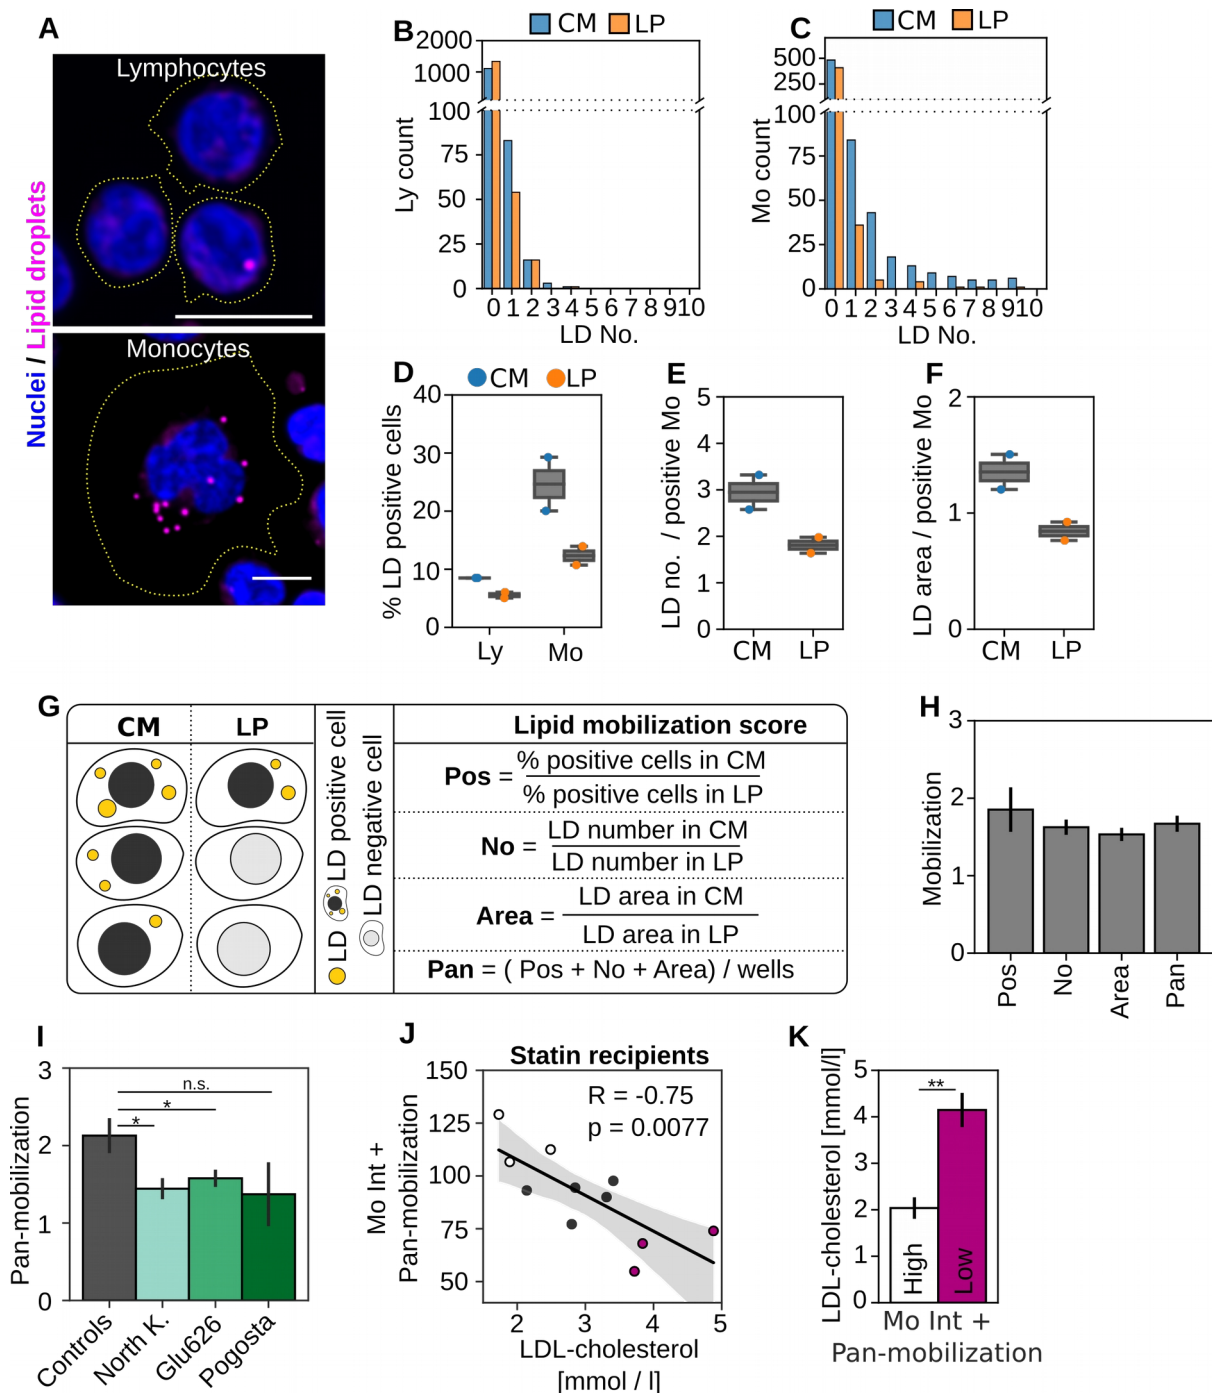 A
Nuclei / Lipid droplets
Lymphocytes
Monocytes
B
CM LP
Ly count
2000
1000
100
75
50
25
0
0 1 2 3 4 5 6 7 8 9 10
LD No.
C
CM LP
Mo count
500
250
100
75
50
25
0
0 1 2 3 4 5 6 7 8 9 10
LD No.
D
CM LP
% LD positive cells
40
30
20
10
0
Ly Mo
E
LD no. / positive Mo
5
4
3
2
1
0
CM LP
F
LD area / positive Mo
2
1
0
CM LP
G
CM LP
LD
LD positive cell
LD negative cell
Lipid mobilization score
Pos = % positive cells in CM
% positive cells in LP
No = LD number in CM
LD number in LP
Area = LD area in CM
LD area in LP
Pan = ( Pos + No + Area) / wells
H
Mobilization
3
2
1
0
Pos No Area Pan
I
Pan-mobilization
3
2
1
0
n.s.
*
*
Controls North K. Glu626 Pogosta
J
Statin recipients
Mo Int +
Pan-mobilization
150
125
100
75
50
R = -0.75
p = 0.0077
2 3 4 5
LDL-cholesterol
[mmol / l]
K
LDL-cholesterol [mmol/l]
5
4
3
2
1
0
**
High Low
Mo Int +
Pan-mobilization